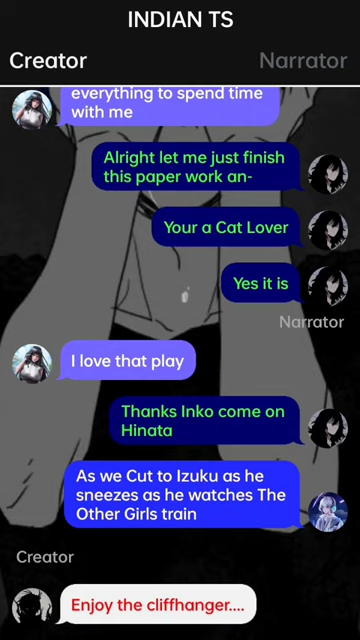 INDIAN TS
Creator
Narrator
everything to spend time
with me
Alright let me just finish
this paper work an-
Your a Cat Lover
Yes it is
Narrator
I love that play
Thanks Inko come on
Hinata
As we Cut to Izuku as he
sneezes as he watches The
Other Girls train
Creator
Enjoy the cliffhanger....